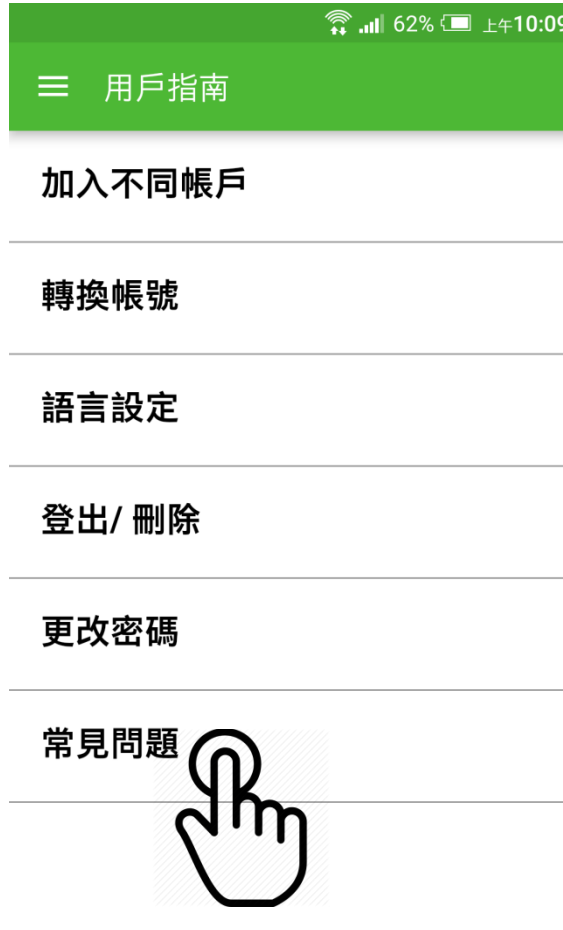 62% 上午10:09
用戶指南
加入不同帳戶
轉換帳號
語言設定
登出/ 刪除
更改密碼
常見問題